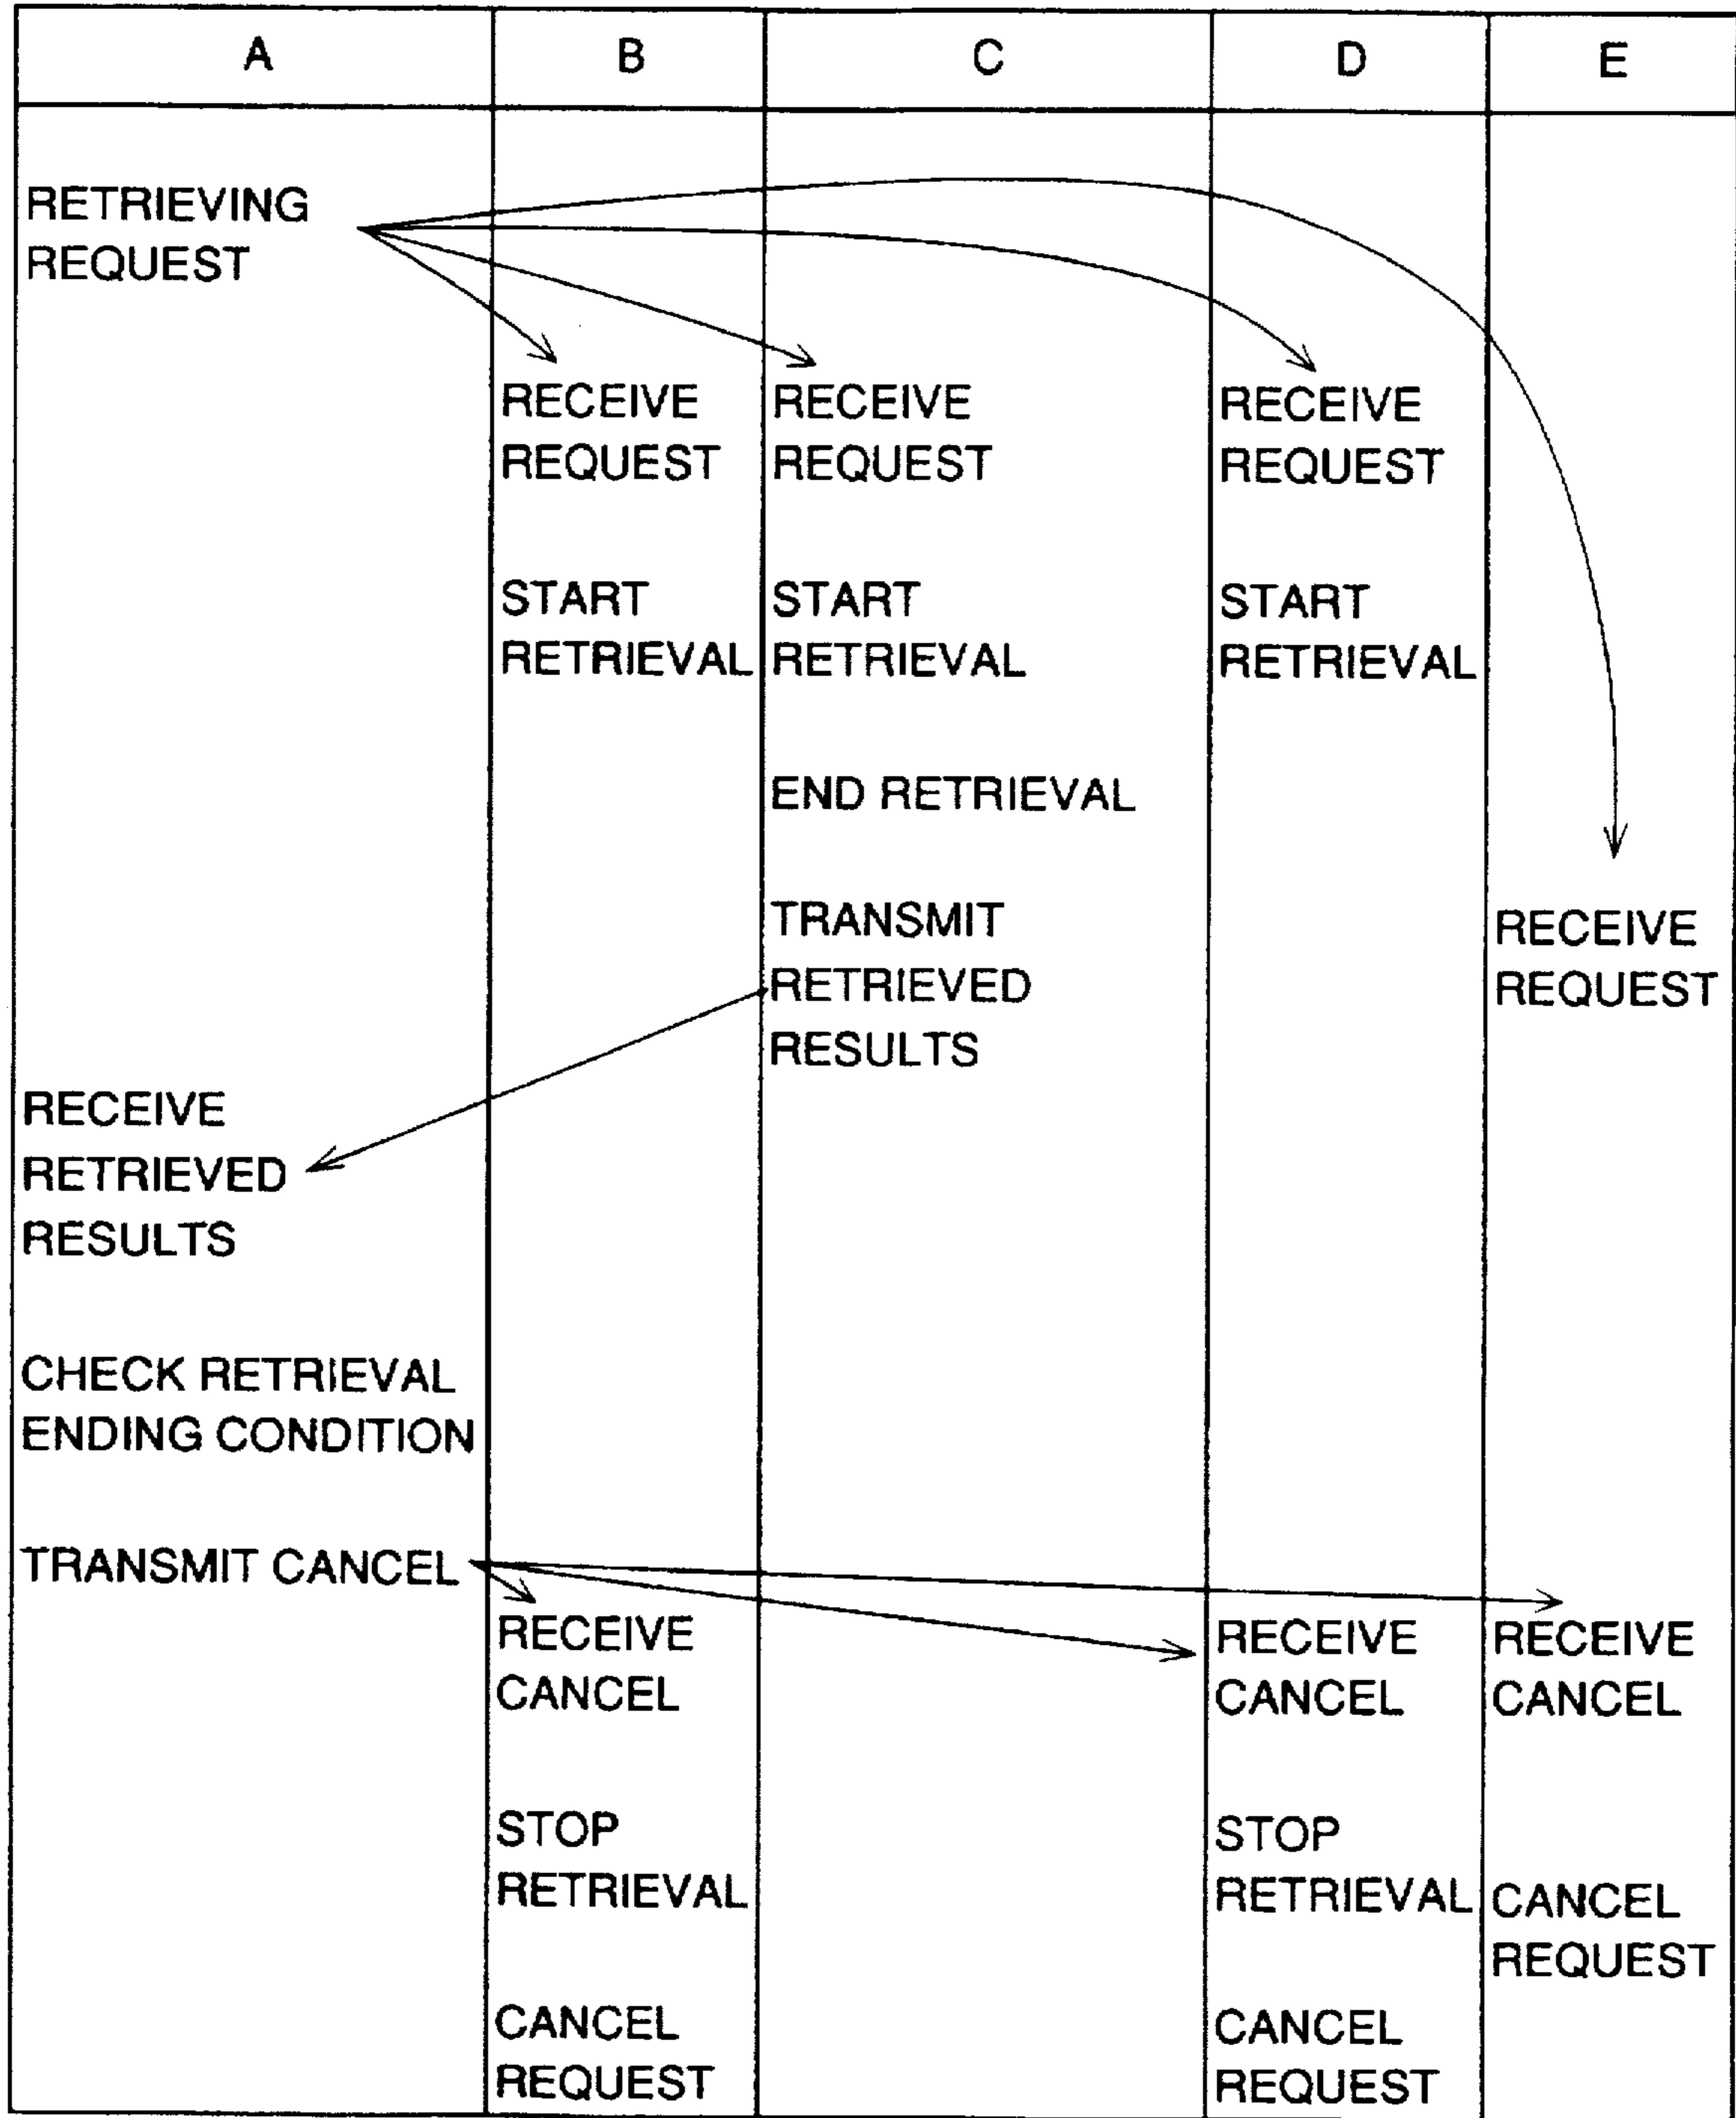 A B C D E
RETRIEVING
REQUEST
RECEIVE RECEIVE RECEIVE
REQUEST REQUEST REQUEST
START START START
RETRIEVAL RETRIEVAL RETRIEVAL
END RETRIEVAL
TRANSMIT RECEIVE
RETRIEVED REQUEST
RESULTS
RECEIVE
RETRIEVED
RESULTS
CHECK RETRIEVAL
ENDING CONDITION
TRANSMIT CANCEL
RECEIVE RECEIVE RECEIVE
CANCEL CANCEL CANCEL
STOP STOP
RETRIEVAL RETRIEVAL CANCEL
REQUEST
CANCEL CANCEL
REQUEST REQUEST